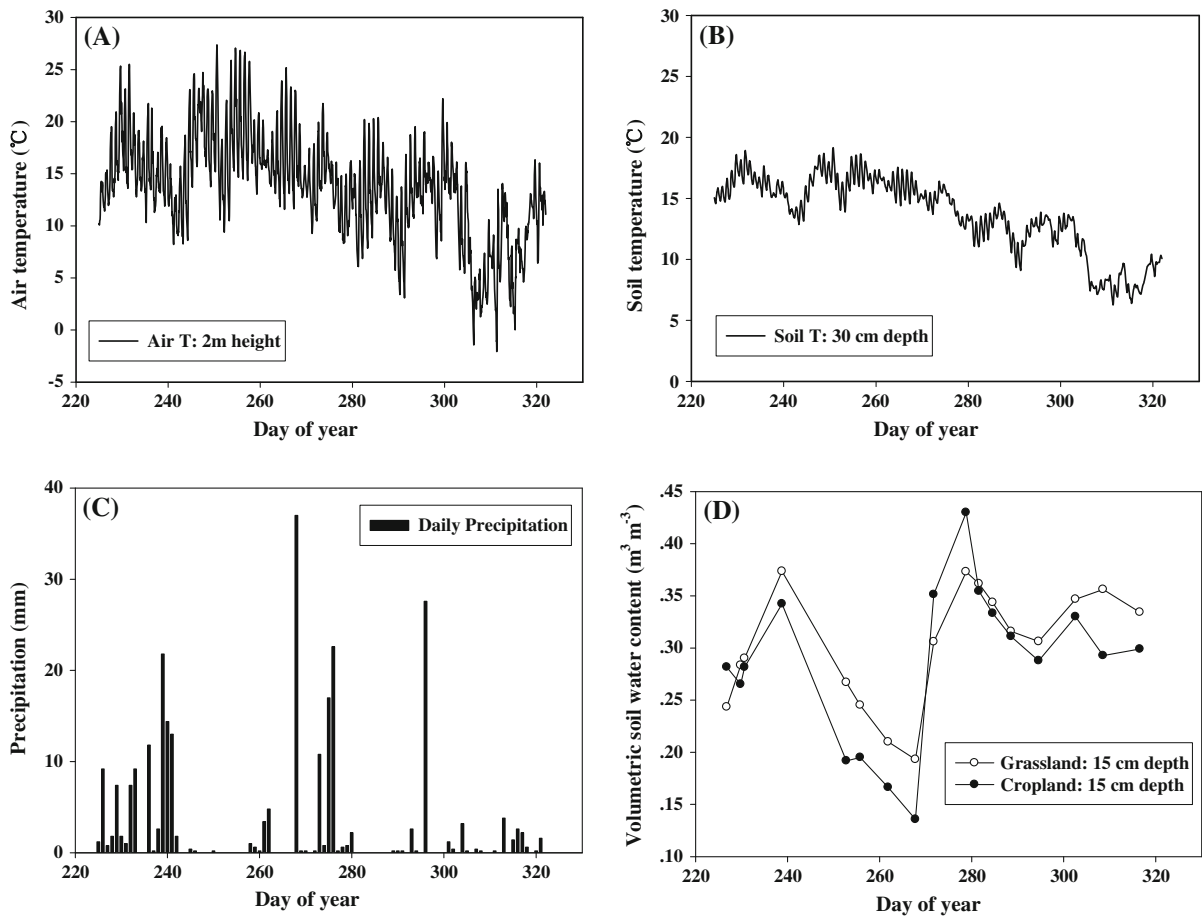 (A)
Air temperature (℃)
30
25
20
15
10
5
0
-5
Air T: 2m height
220 240 260 280 300 320
Day of year
(B)
Soil temperature (℃)
30
25
20
15
10
5
0
Soil T: 30 cm depth
220 240 260 280 300 320
Day of year
(C)
Precipitation (mm)
40
30
20
10
0
Daily Precipitation
220 240 260 280 300 320
Day of year
(D)
Volumetric soil water content (m³ m⁻³)
.45
.40
.35
.30
.25
.20
.15
.10
Grassland: 15 cm depth
Cropland: 15 cm depth
220 240 260 280 300 320
Day of year